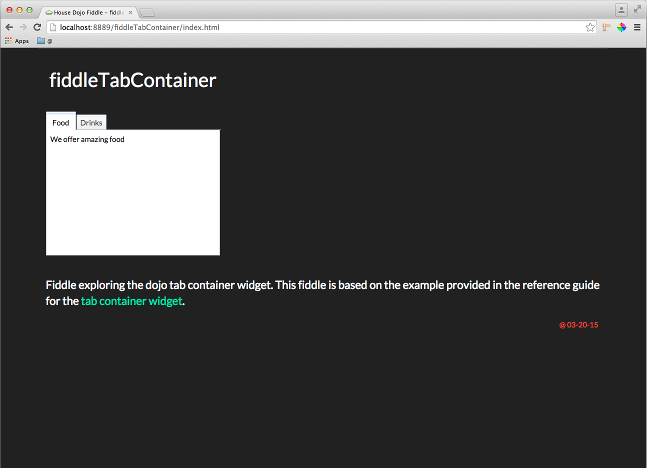 House Dojo Fiddle - fiddle
localhost:8889/fiddleTabContainer/index.html
Apps @
fiddleTabContainer
Food Drinks
We offer amazing food
Fiddle exploring the dojo tab container widget. This fiddle is based on the example provided in the reference guide
for the tab container widget.
@ 03-20-15